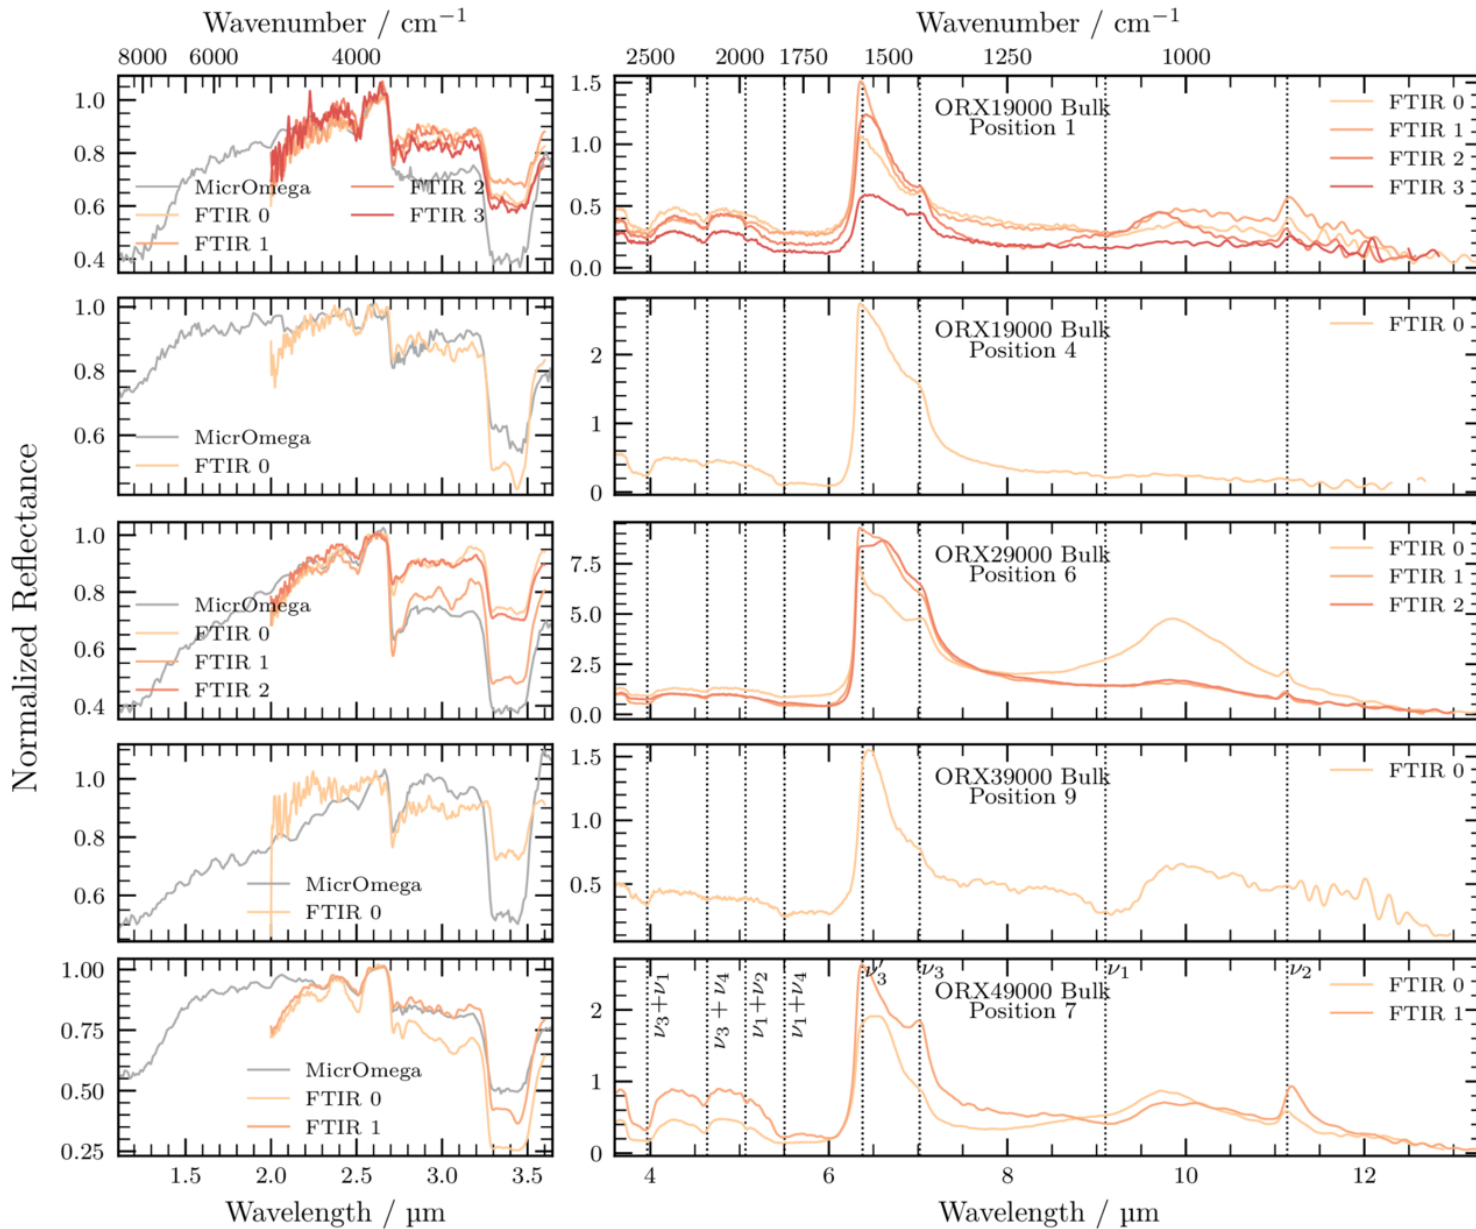 Wavenumber / cm⁻¹
Wavenumber / cm⁻¹
8000 6000 4000
2500 2000 1750 1500 1250 1000
Normalized Reflectance
1.0
0.8
0.6
0.4
MicrOmega
FTIR 0
FTIR 1
FTIR 2
FTIR 3
1.5
1.0
0.5
0.0
ORX19000 Bulk
Position 1
FTIR 0
FTIR 1
FTIR 2
FTIR 3
1.0
0.8
0.6
MicrOmega
FTIR 0
2
1
0
ORX19000 Bulk
Position 4
FTIR 0
1.0
0.9
0.8
0.7
0.6
0.5
0.4
MicrOmega
FTIR 0
FTIR 1
FTIR 2
7.5
5.0
2.5
0.0
ORX29000 Bulk
Position 6
FTIR 0
FTIR 1
FTIR 2
1.0
0.8
0.6
MicrOmega
FTIR 0
1.5
1.0
0.5
ORX39000 Bulk
Position 9
FTIR 0
1.00
0.75
0.50
0.25
MicrOmega
FTIR 0
FTIR 1
2
1
0
ν₃+ν₁
ν₃ + ν₄
ν₁+ν₂
ν₁+ν₄
ν₃′
ν₃
ν₁
ν₂
ORX49000 Bulk
Position 7
FTIR 0
FTIR 1
1.5 2.0 2.5 3.0 3.5
4 6 8 10 12
Wavelength / µm
Wavelength / µm